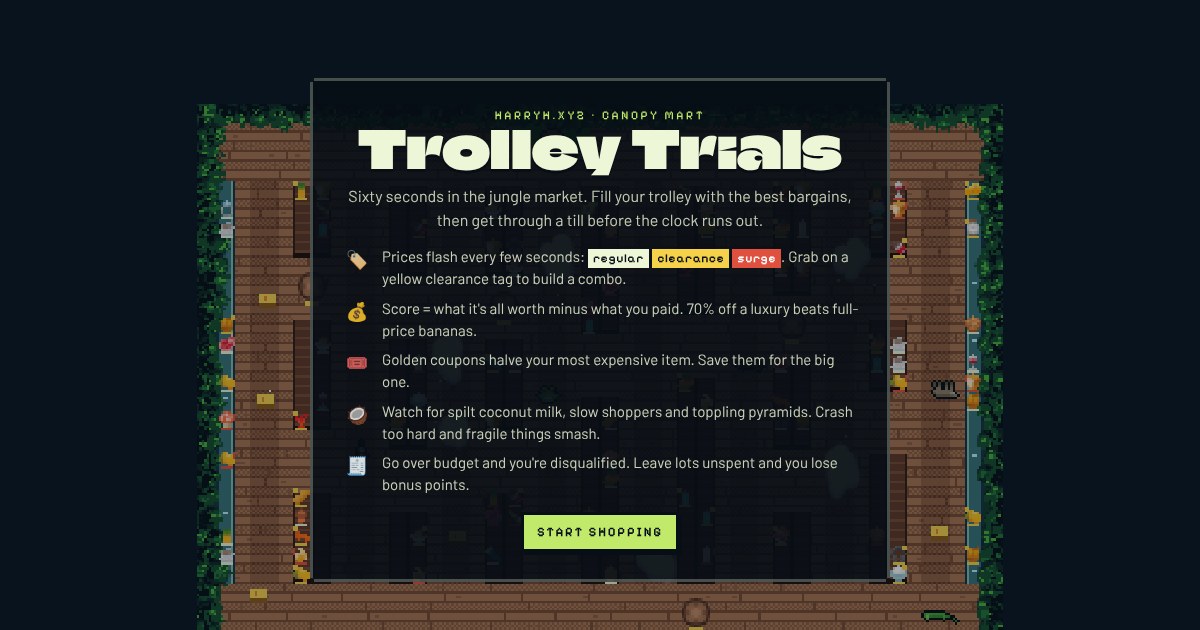 HARRYH.XYZ · CANOPY MART
Trolley Trials
Sixty seconds in the jungle market. Fill your trolley with the best bargains,
then get through a till before the clock runs out.
Prices flash every few seconds: regular clearance surge. Grab on a
yellow clearance tag to build a combo.
Score = what it's all worth minus what you paid. 70% off a luxury beats full-
price bananas.
Golden coupons halve your most expensive item. Save them for the big
one.
Watch for spilt coconut milk, slow shoppers and toppling pyramids. Crash
too hard and fragile things smash.
Go over budget and you're disqualified. Leave lots unspent and you lose
bonus points.
START SHOPPING